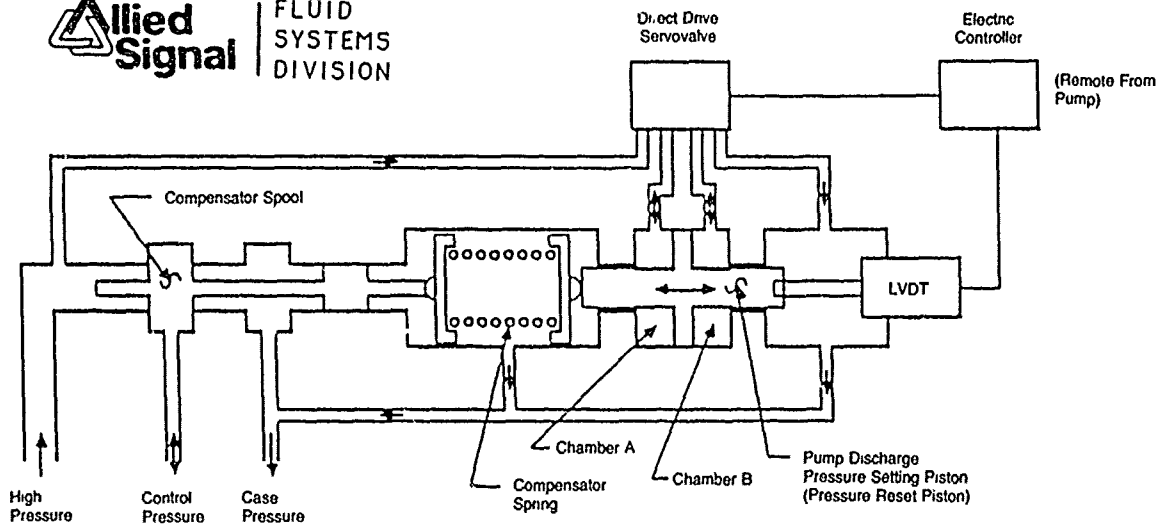 Allied
Signal
FLUID
SYSTEMS
DIVISION
Direct Drive
Servovalve
Electric
Controller
(Remote From
Pump)
Compensator Spool
LVDT
Chamber A
Chamber B
Compensator
Spring
Pump Discharge
Pressure Setting Piston
(Pressure Reset Piston)
High
Pressure
Control
Pressure
Case
Pressure